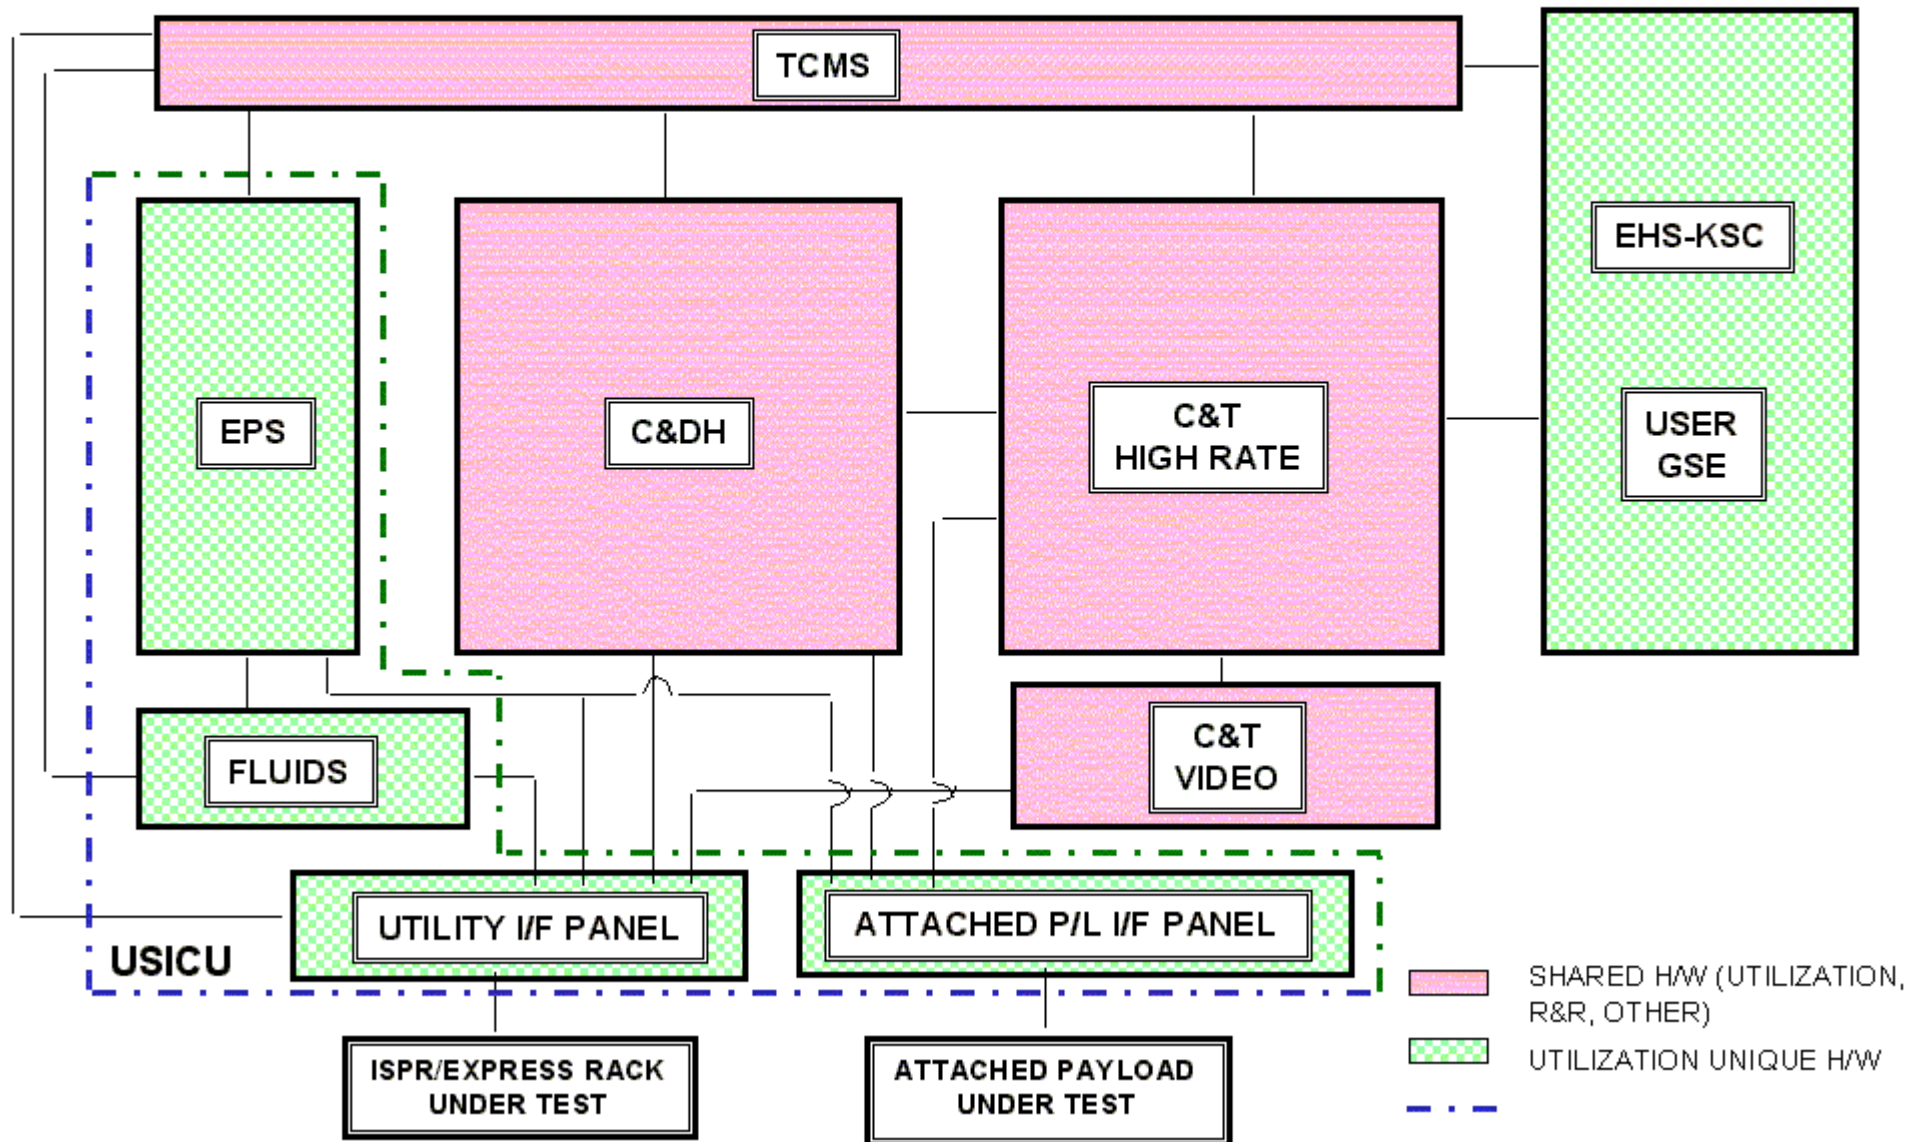 TCMS
EHS-KSC
EPS
C&DH
C&T
HIGH RATE
USER
GSE
FLUIDS
C&T
VIDEO
UTILITY I/F PANEL
ATTACHED P/L I/F PANEL
USICU
SHARED H/W (UTILIZATION,
R&R, OTHER)
UTILIZATION UNIQUE H/W
ISPR/EXPRESS RACK
UNDER TEST
ATTACHED PAYLOAD
UNDER TEST